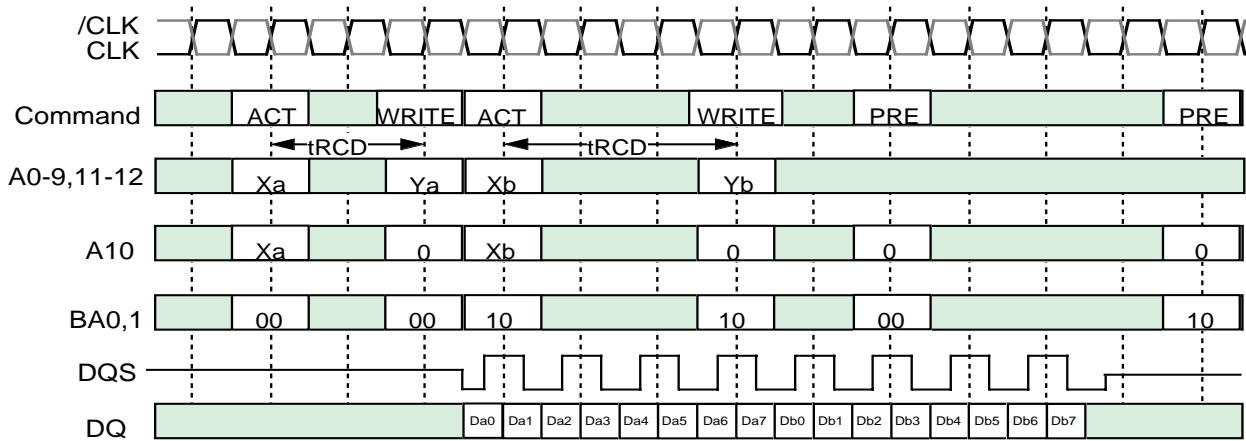 /CLK
CLK
Command ACT WRITE ACT WRITE PRE PRE
tRCD tRCD
A0-9,11-12 Xa Ya Xb Yb
A10 Xa 0 Xb 0 0 0
BA0,1 00 00 10 10 00 10
DQS
DQ Da0 Da1 Da2 Da3 Da4 Da5 Da6 Da7 Db0 Db1 Db2 Db3 Db4 Db5 Db6 Db7